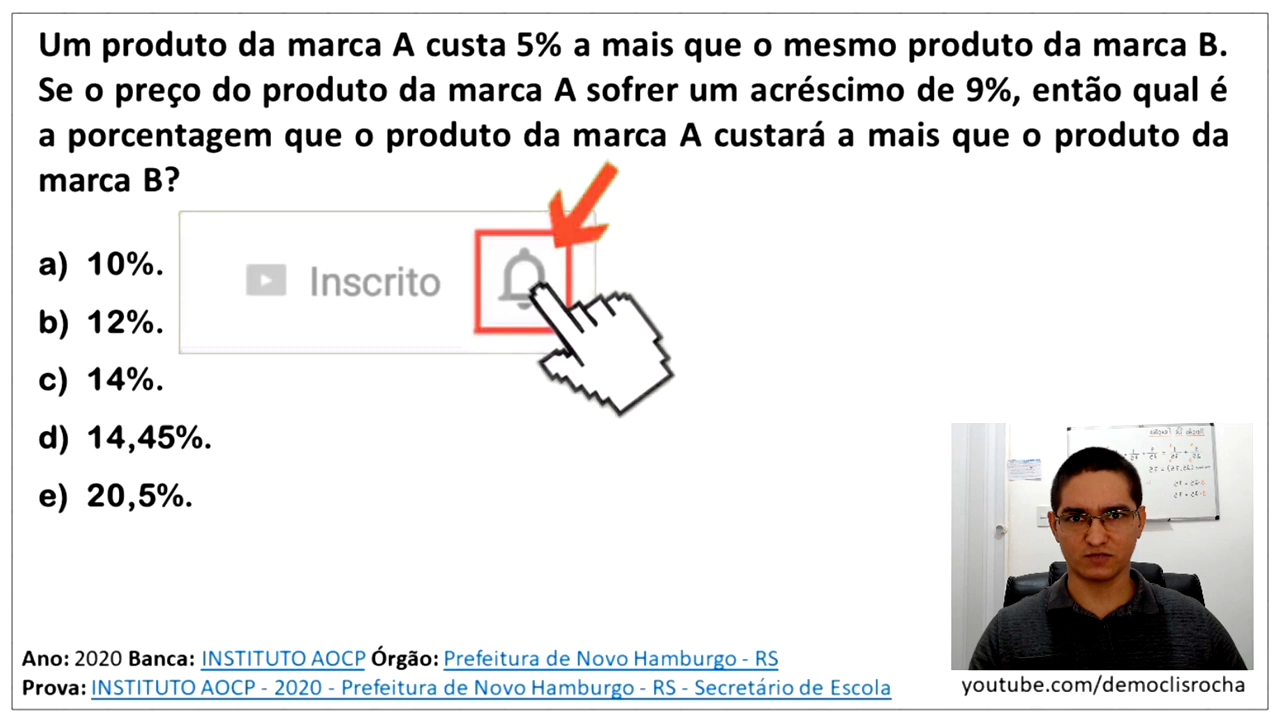 Um produto da marca A custa 5% a mais que o mesmo produto da marca B.
Se o preço do produto da marca A sofrer um acréscimo de 9%, então qual é
a porcentagem que o produto da marca A custará a mais que o produto da
marca B?
a) 10%.
Inscrito
b) 12%.
c) 14%.
d) 14,45%.
e) 20,5%.
Ano: 2020 Banca: INSTITUTO AOCP Órgão: Prefeitura de Novo Hamburgo - RS
Prova: INSTITUTO AOCP - 2020 - Prefeitura de Novo Hamburgo - RS - Secretário de Escola
youtube.com/democlisrocha